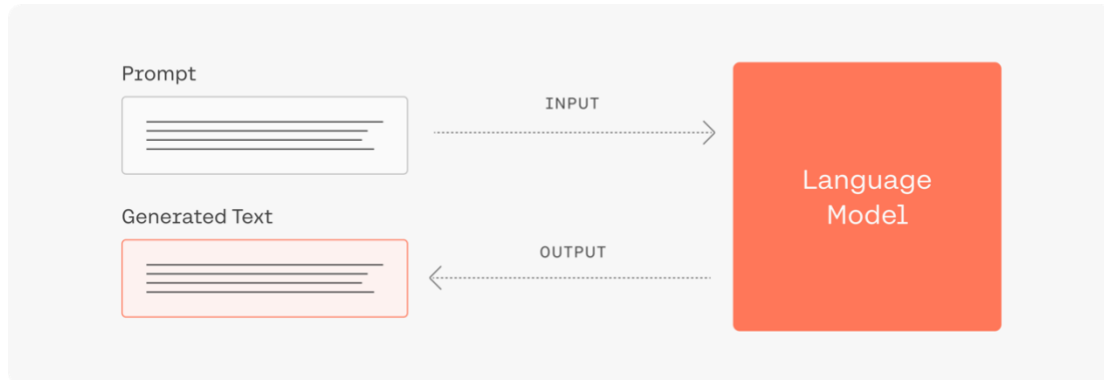 Prompt
INPUT
Language
Model
Generated Text
OUTPUT